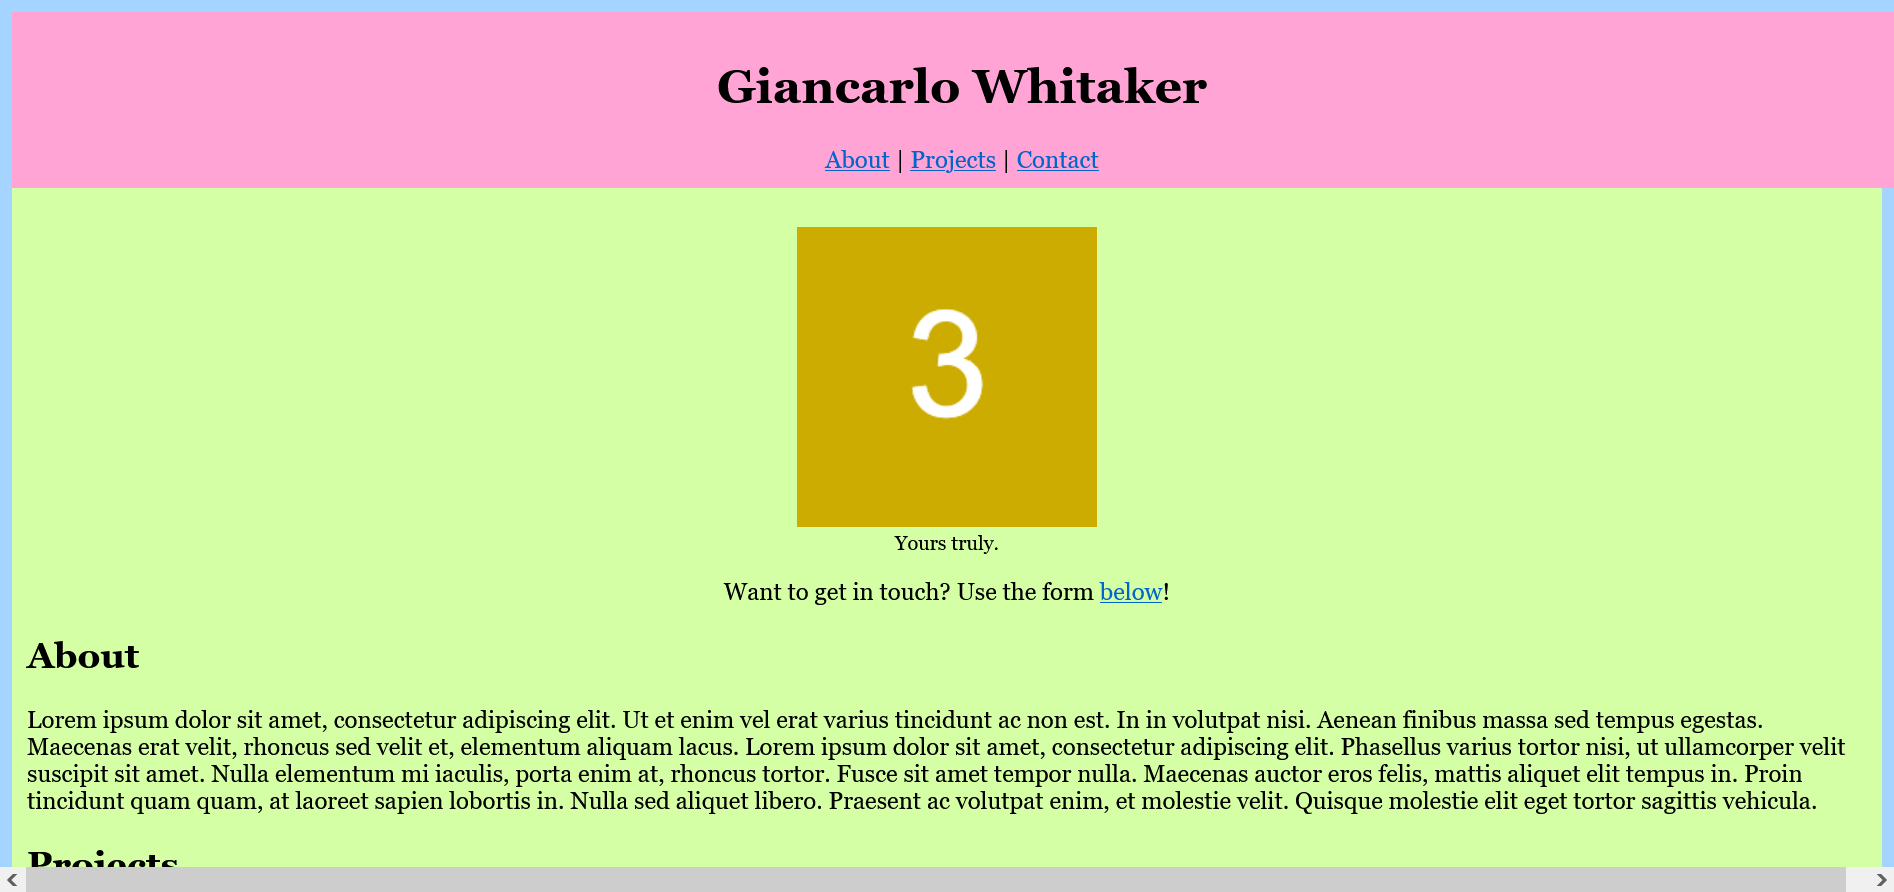 Giancarlo Whitaker
About | Projects | Contact
3
Yours truly.
Want to get in touch? Use the form below!
About
Lorem ipsum dolor sit amet, consectetur adipiscing elit. Ut et enim vel erat varius tincidunt ac non est. In in volutpat nisi. Aenean finibus massa sed tempus egestas.
Maecenas erat velit, rhoncus sed velit et, elementum aliquam lacus. Lorem ipsum dolor sit amet, consectetur adipiscing elit. Phasellus varius tortor nisi, ut ullamcorper velit
suscipit sit amet. Nulla elementum mi iaculis, porta enim at, rhoncus tortor. Fusce sit amet tempor nulla. Maecenas auctor eros felis, mattis aliquet elit tempus in. Proin
tincidunt quam quam, at laoreet sapien lobortis in. Nulla sed aliquet libero. Praesent ac volutpat enim, et molestie velit. Quisque molestie elit eget tortor sagittis vehicula.
Projects